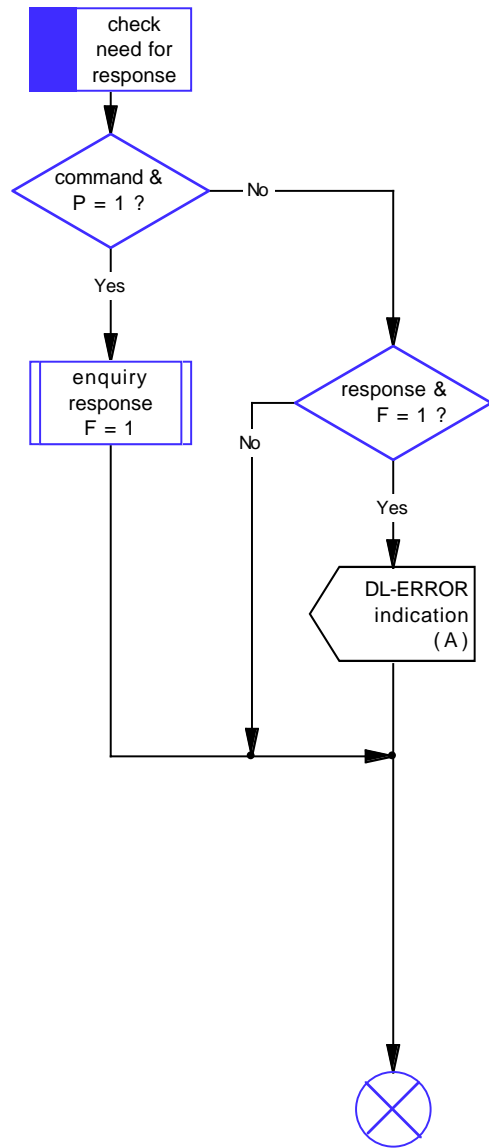 check
need for
response
command &
P = 1 ?
No
Yes
enquiry
response
F = 1
response &
F = 1 ?
No
Yes
DL-ERROR
indication
(A)